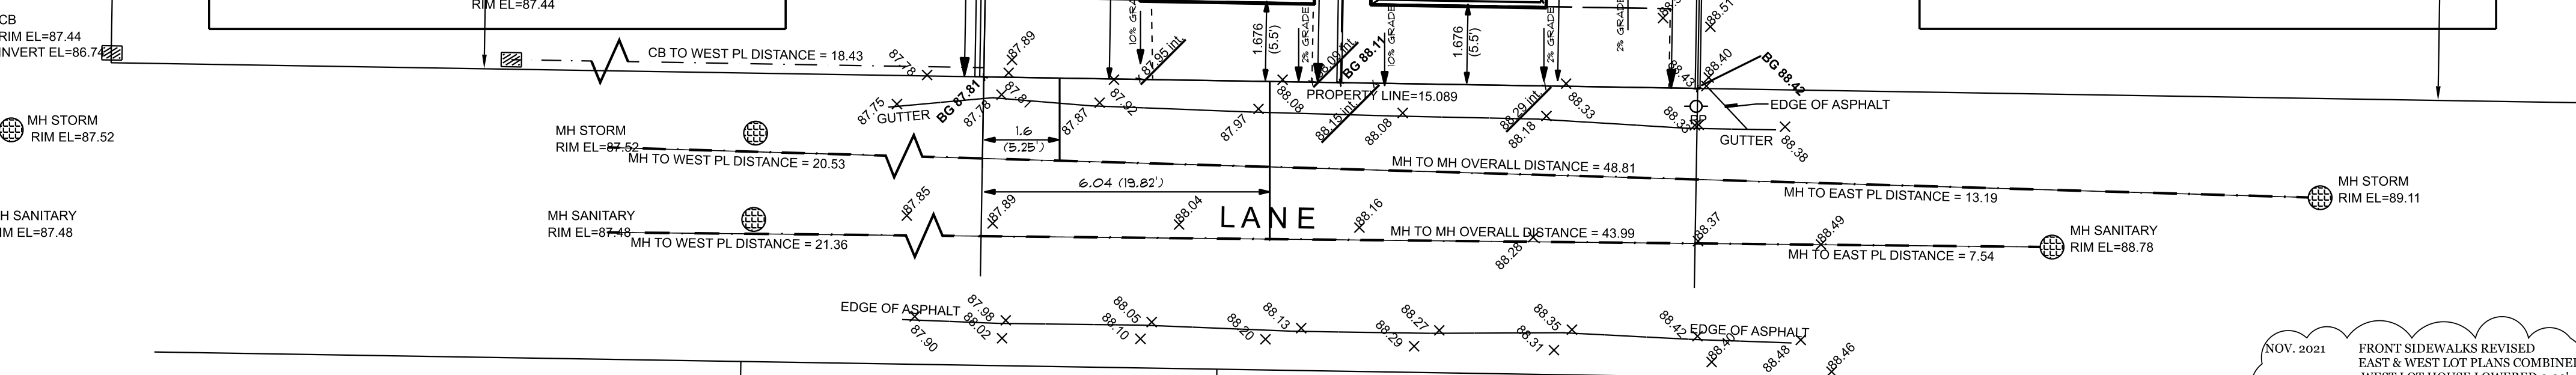 RIM EL=87.44
CB
RIM EL=87.44
INVERT EL=86.74
CB TO WEST PL DISTANCE = 18.43
87.78
87.89
10% GRA
87.95 int.
1.676
(5.5')
2% GRADE
88.09 int.
BG 88.11
10% GRADE
1.676
(5.5')
2% GRADE
2% GRADE
88.51
88.43
88.40
BG 88.42
87.75
GUTTER
BG 87.81
87.78
87.81
87.87
87.92
87.97
88.08
PROPERTY LINE=15.089
88.15 int.
88.08
88.29 int.
88.18
88.33
88.38
EP
EDGE OF ASPHALT
GUTTER
88.38
MH STORM
RIM EL=87.52
MH STORM
RIM EL=87.52
MH TO WEST PL DISTANCE = 20.53
1.6
(5.25')
MH TO MH OVERALL DISTANCE = 48.81
MH TO EAST PL DISTANCE = 13.19
MH STORM
RIM EL=89.11
6.04 (19.82')
87.85
87.89
88.04
LANE
88.16
88.28
88.37
88.49
H SANITARY
IM EL=87.48
MH SANITARY
RIM EL=87.48
MH TO WEST PL DISTANCE = 21.36
MH TO MH OVERALL DISTANCE = 43.99
MH TO EAST PL DISTANCE = 7.54
MH SANITARY
RIM EL=88.78
EDGE OF ASPHALT
87.90
87.98
88.02
88.05
88.10
88.13
88.20
88.27
88.29
88.35
88.31
88.42
EDGE OF ASPHALT
88.40
88.48
88.46
NOV. 2021
FRONT SIDEWALKS REVISED
EAST & WEST LOT PLANS COMBINE
WEST LOT HOUSE LOWERED